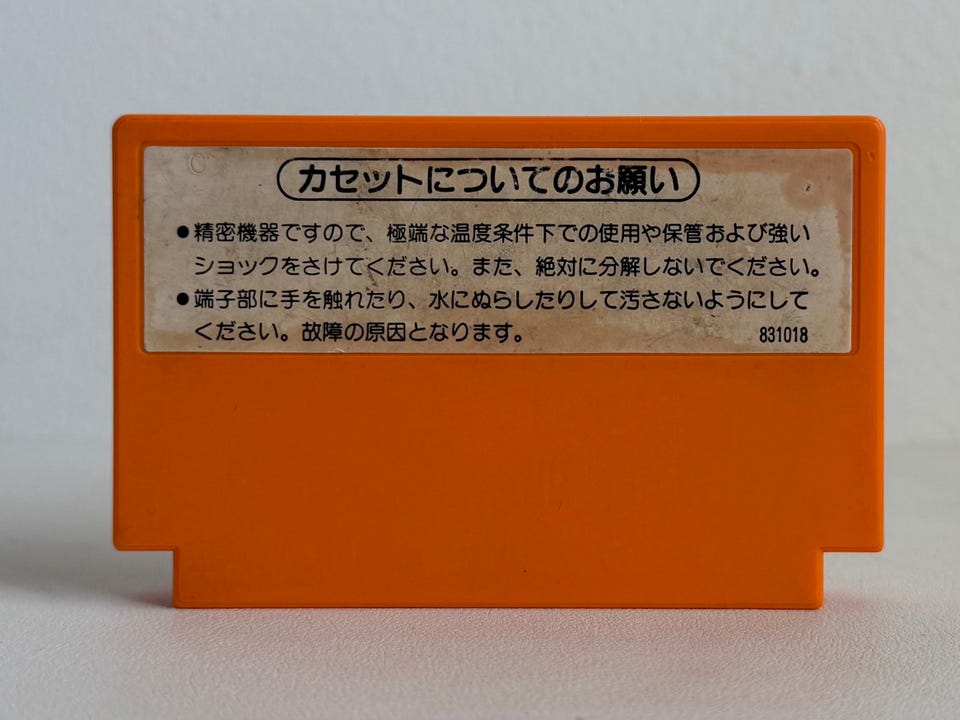 カセットについてのお願い
●精密機器ですので、極端な温度条件下での使用や保管および強い
ショックをさけてください。また、絶対に分解しないでください。
●端子部に手を触れたり、水にぬらしたりして汚さないようにして
ください。故障の原因となります。
831018